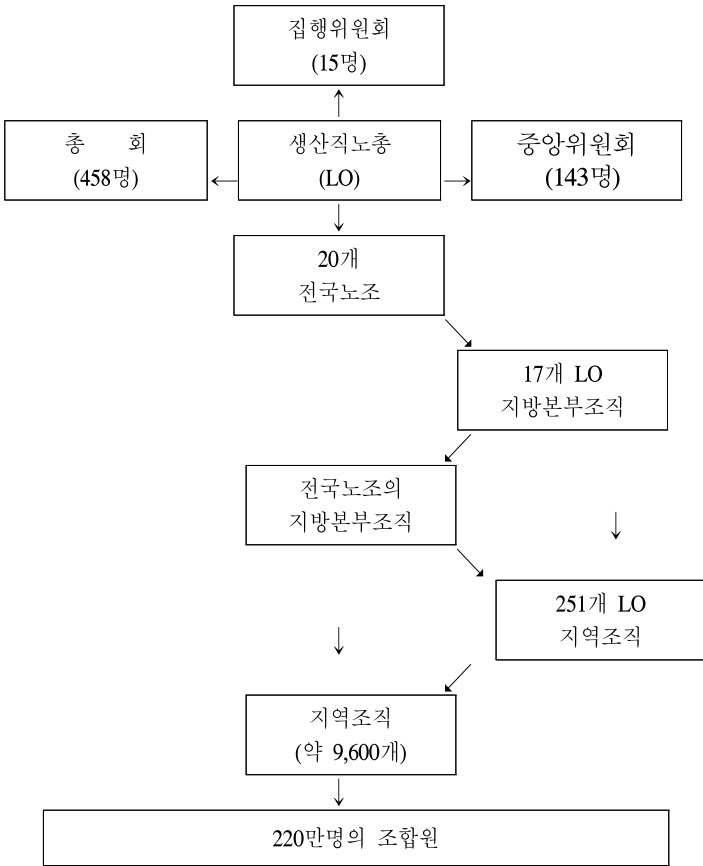 집행위원회
(15명)
총 회
(458명)
생산직노총
(LO)
중앙위원회
(143명)
20개
전국노조
17개 LO
지방본부조직
전국노조의
지방본부조직
251개 LO
지역조직
지역조직
(약 9,600개)
220만명의 조합원